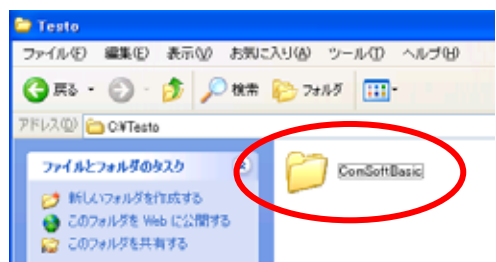 Testo
ファイル(F) 編集(E) 表示(V) お気に入り(A) ツール(T) ヘルプ(H)
戻る 検索 フォルダ
アドレス(D) C:¥Testo
ファイルとフォルダのタスク
ComSoftBasic
新しいフォルダを作成する
このフォルダを Web に公開する
このフォルダを共有する